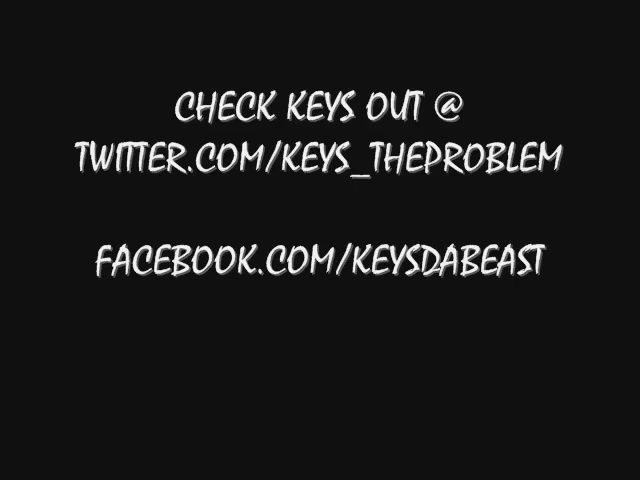 CHECK KEYS OUT @
TWITTER.COM/KEYS_THEPROBLEM
FACEBOOK.COM/KEYSDABEAST